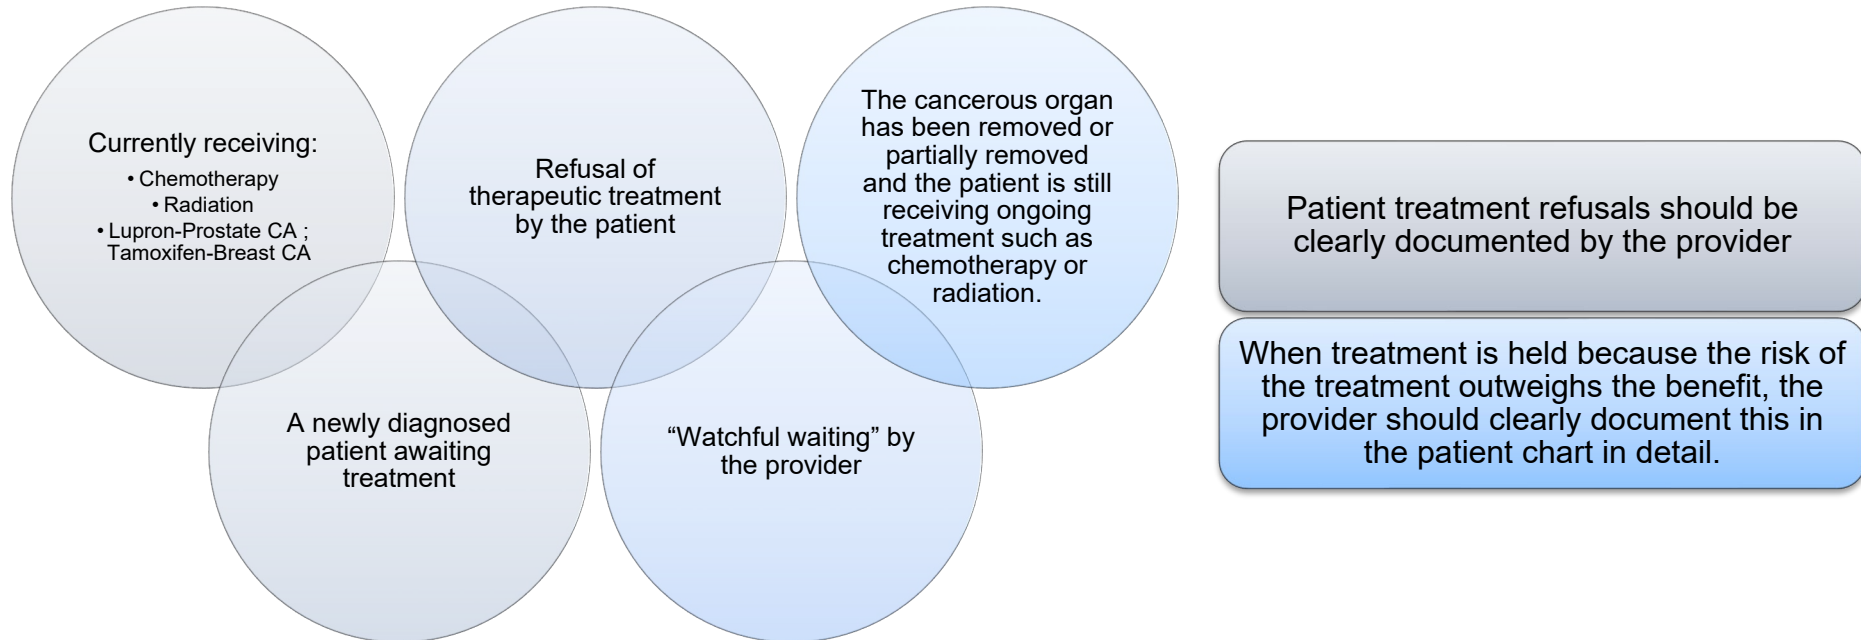 Currently receiving:
• Chemotherapy
• Radiation
• Lupron-Prostate CA ;
Tamoxifen-Breast CA
A newly diagnosed
patient awaiting
treatment
Refusal of
therapeutic treatment
by the patient
“Watchful waiting” by
the provider
The cancerous organ
has been removed or
partially removed
and the patient is still
receiving ongoing
treatment such as
chemotherapy or
radiation.
Patient treatment refusals should be
clearly documented by the provider
When treatment is held because the risk of
the treatment outweighs the benefit, the
provider should clearly document this in
the patient chart in detail.